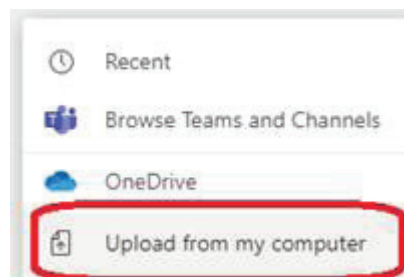 Recent
Browse Teams and Channels
OneDrive
Upload from my computer